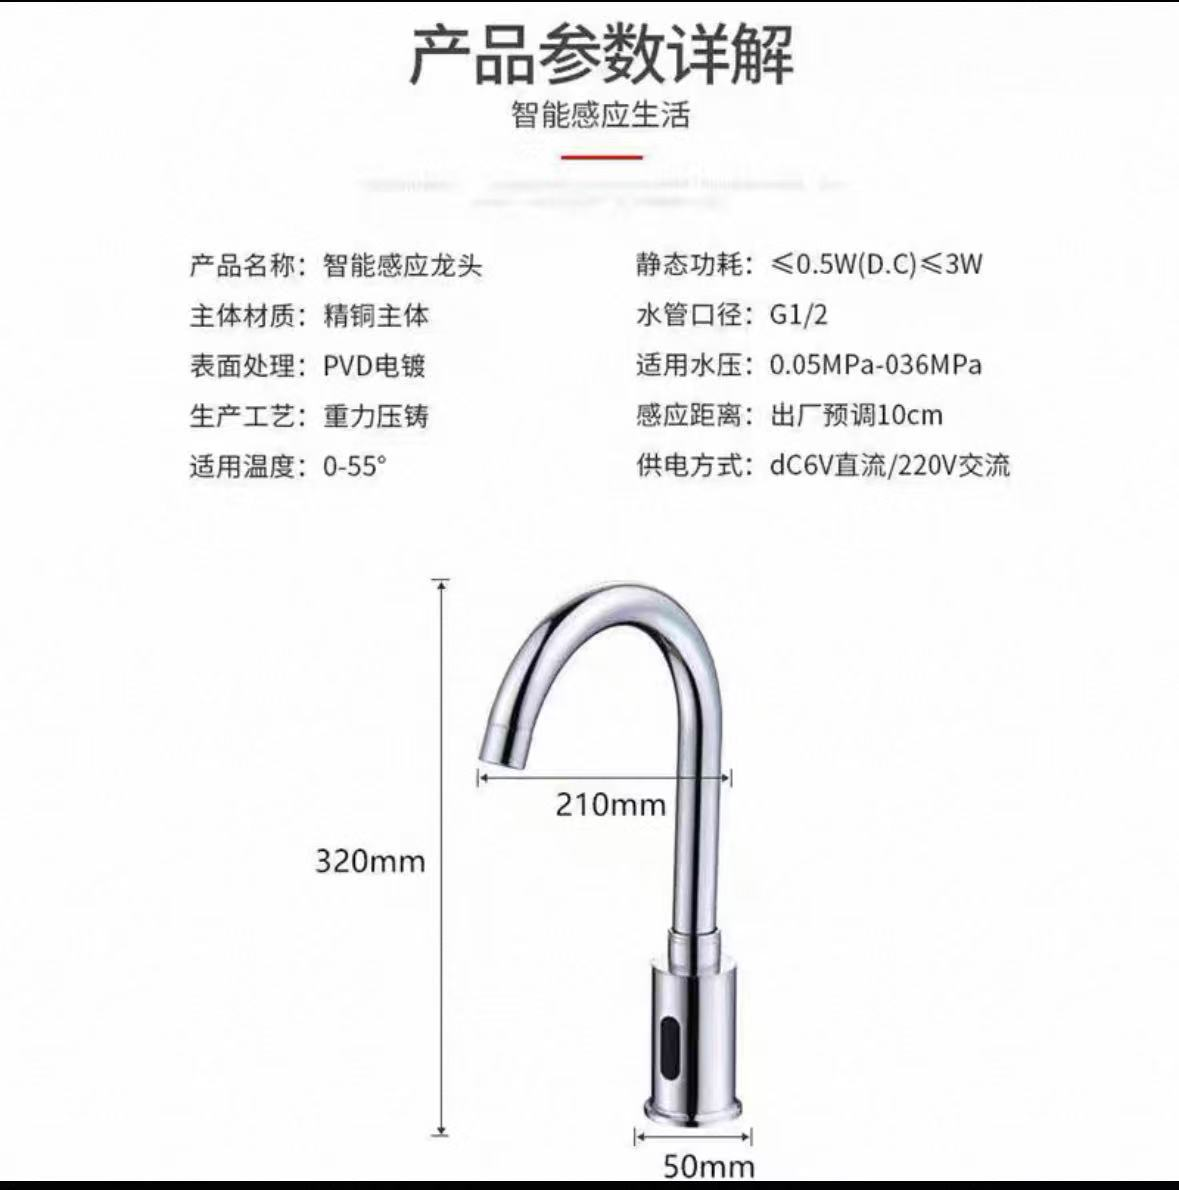 产品参数详解
智能感应生活
产品名称：智能感应龙头
主体材质：精铜主体
表面处理：PVD电镀
生产工艺：重力压铸
适用温度：0-55°
静态功耗：≤0.5W(D.C)≤3W
水管口径：G1/2
适用水压：0.05MPa-036MPa
感应距离：出厂预调10cm
供电方式：dC6V直流/220V交流
210mm
320mm
50mm